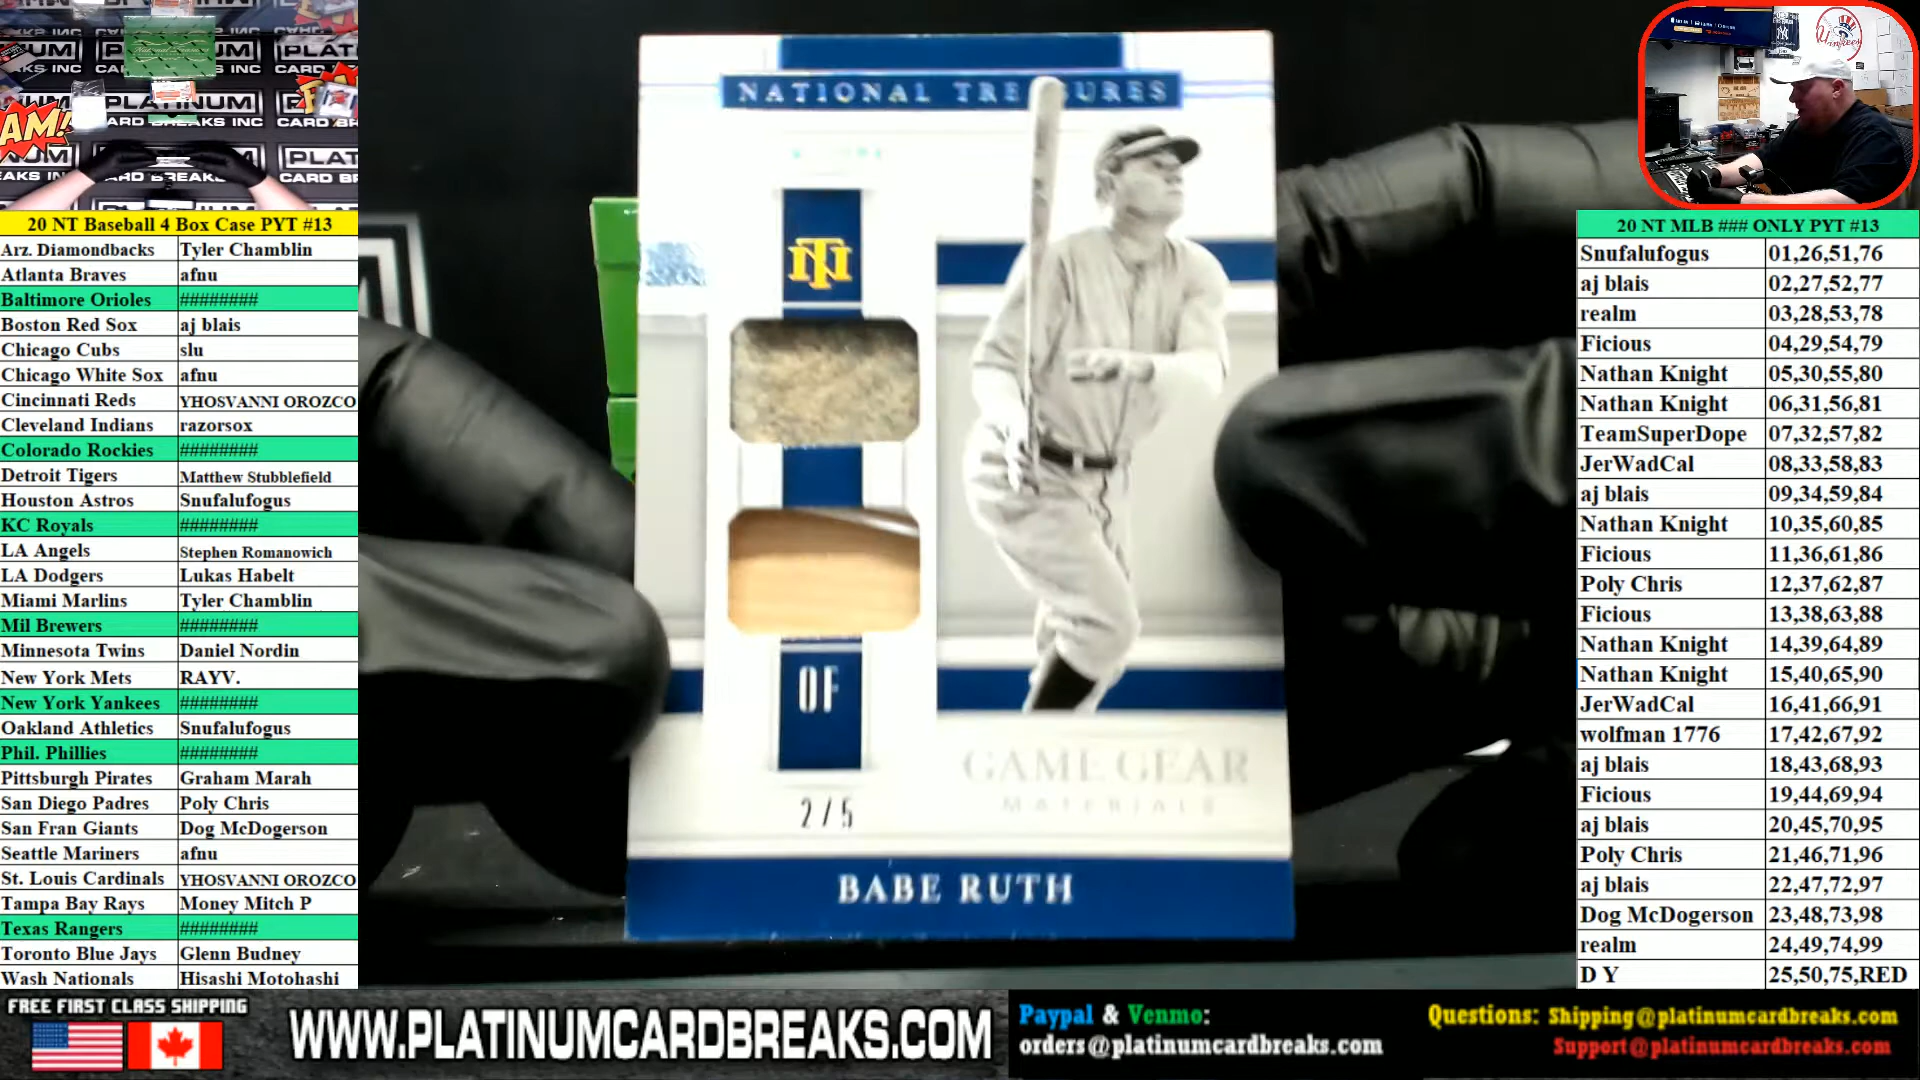 PLATINUM
CARD BREAKS INC
20 NT Baseball 4 Box Case PYT #13
Arz. Diamondbacks Tyler Chamblin
Atlanta Braves afnu
Baltimore Orioles ########
Boston Red Sox aj blais
Chicago Cubs slu
Chicago White Sox afnu
Cincinnati Reds YHOSVANNI OROZCO
Cleveland Indians razorsox
Colorado Rockies ########
Detroit Tigers Matthew Stubblefield
Houston Astros Snufalufogus
KC Royals ########
LA Angels Stephen Romanowich
LA Dodgers Lukas Habelt
Miami Marlins Tyler Chamblin
Mil Brewers ########
Minnesota Twins Daniel Nordin
New York Mets RAYV.
New York Yankees ########
Oakland Athletics Snufalufogus
Phil. Phillies ########
Pittsburgh Pirates Graham Marah
San Diego Padres Poly Chris
San Fran Giants Dog McDogerson
Seattle Mariners afnu
St. Louis Cardinals YHOSVANNI OROZCO
Tampa Bay Rays Money Mitch P
Texas Rangers ########
Toronto Blue Jays Glenn Budney
Wash Nationals Hisashi Motohashi
NATIONAL TREASURES
NT
OF
2/5
GAME GEAR
MATERIALS
BABE RUTH
Yankees
20 NT MLB ### ONLY PYT #13
Snufalufogus 01,26,51,76
aj blais 02,27,52,77
realm 03,28,53,78
Ficious 04,29,54,79
Nathan Knight 05,30,55,80
Nathan Knight 06,31,56,81
TeamSuperDope 07,32,57,82
JerWadCal 08,33,58,83
aj blais 09,34,59,84
Nathan Knight 10,35,60,85
Ficious 11,36,61,86
Poly Chris 12,37,62,87
Ficious 13,38,63,88
Nathan Knight 14,39,64,89
Nathan Knight 15,40,65,90
JerWadCal 16,41,66,91
wolfman 1776 17,42,67,92
aj blais 18,43,68,93
Ficious 19,44,69,94
aj blais 20,45,70,95
Poly Chris 21,46,71,96
aj blais 22,47,72,97
Dog McDogerson 23,48,73,98
realm 24,49,74,99
D Y 25,50,75,RED
FREE FIRST CLASS SHIPPING
WWW.PLATINUMCARDBREAKS.COM
Paypal & Venmo:
orders@platinumcardbreaks.com
Questions: Shipping@platinumcardbreaks.com
Support@platinumcardbreaks.com